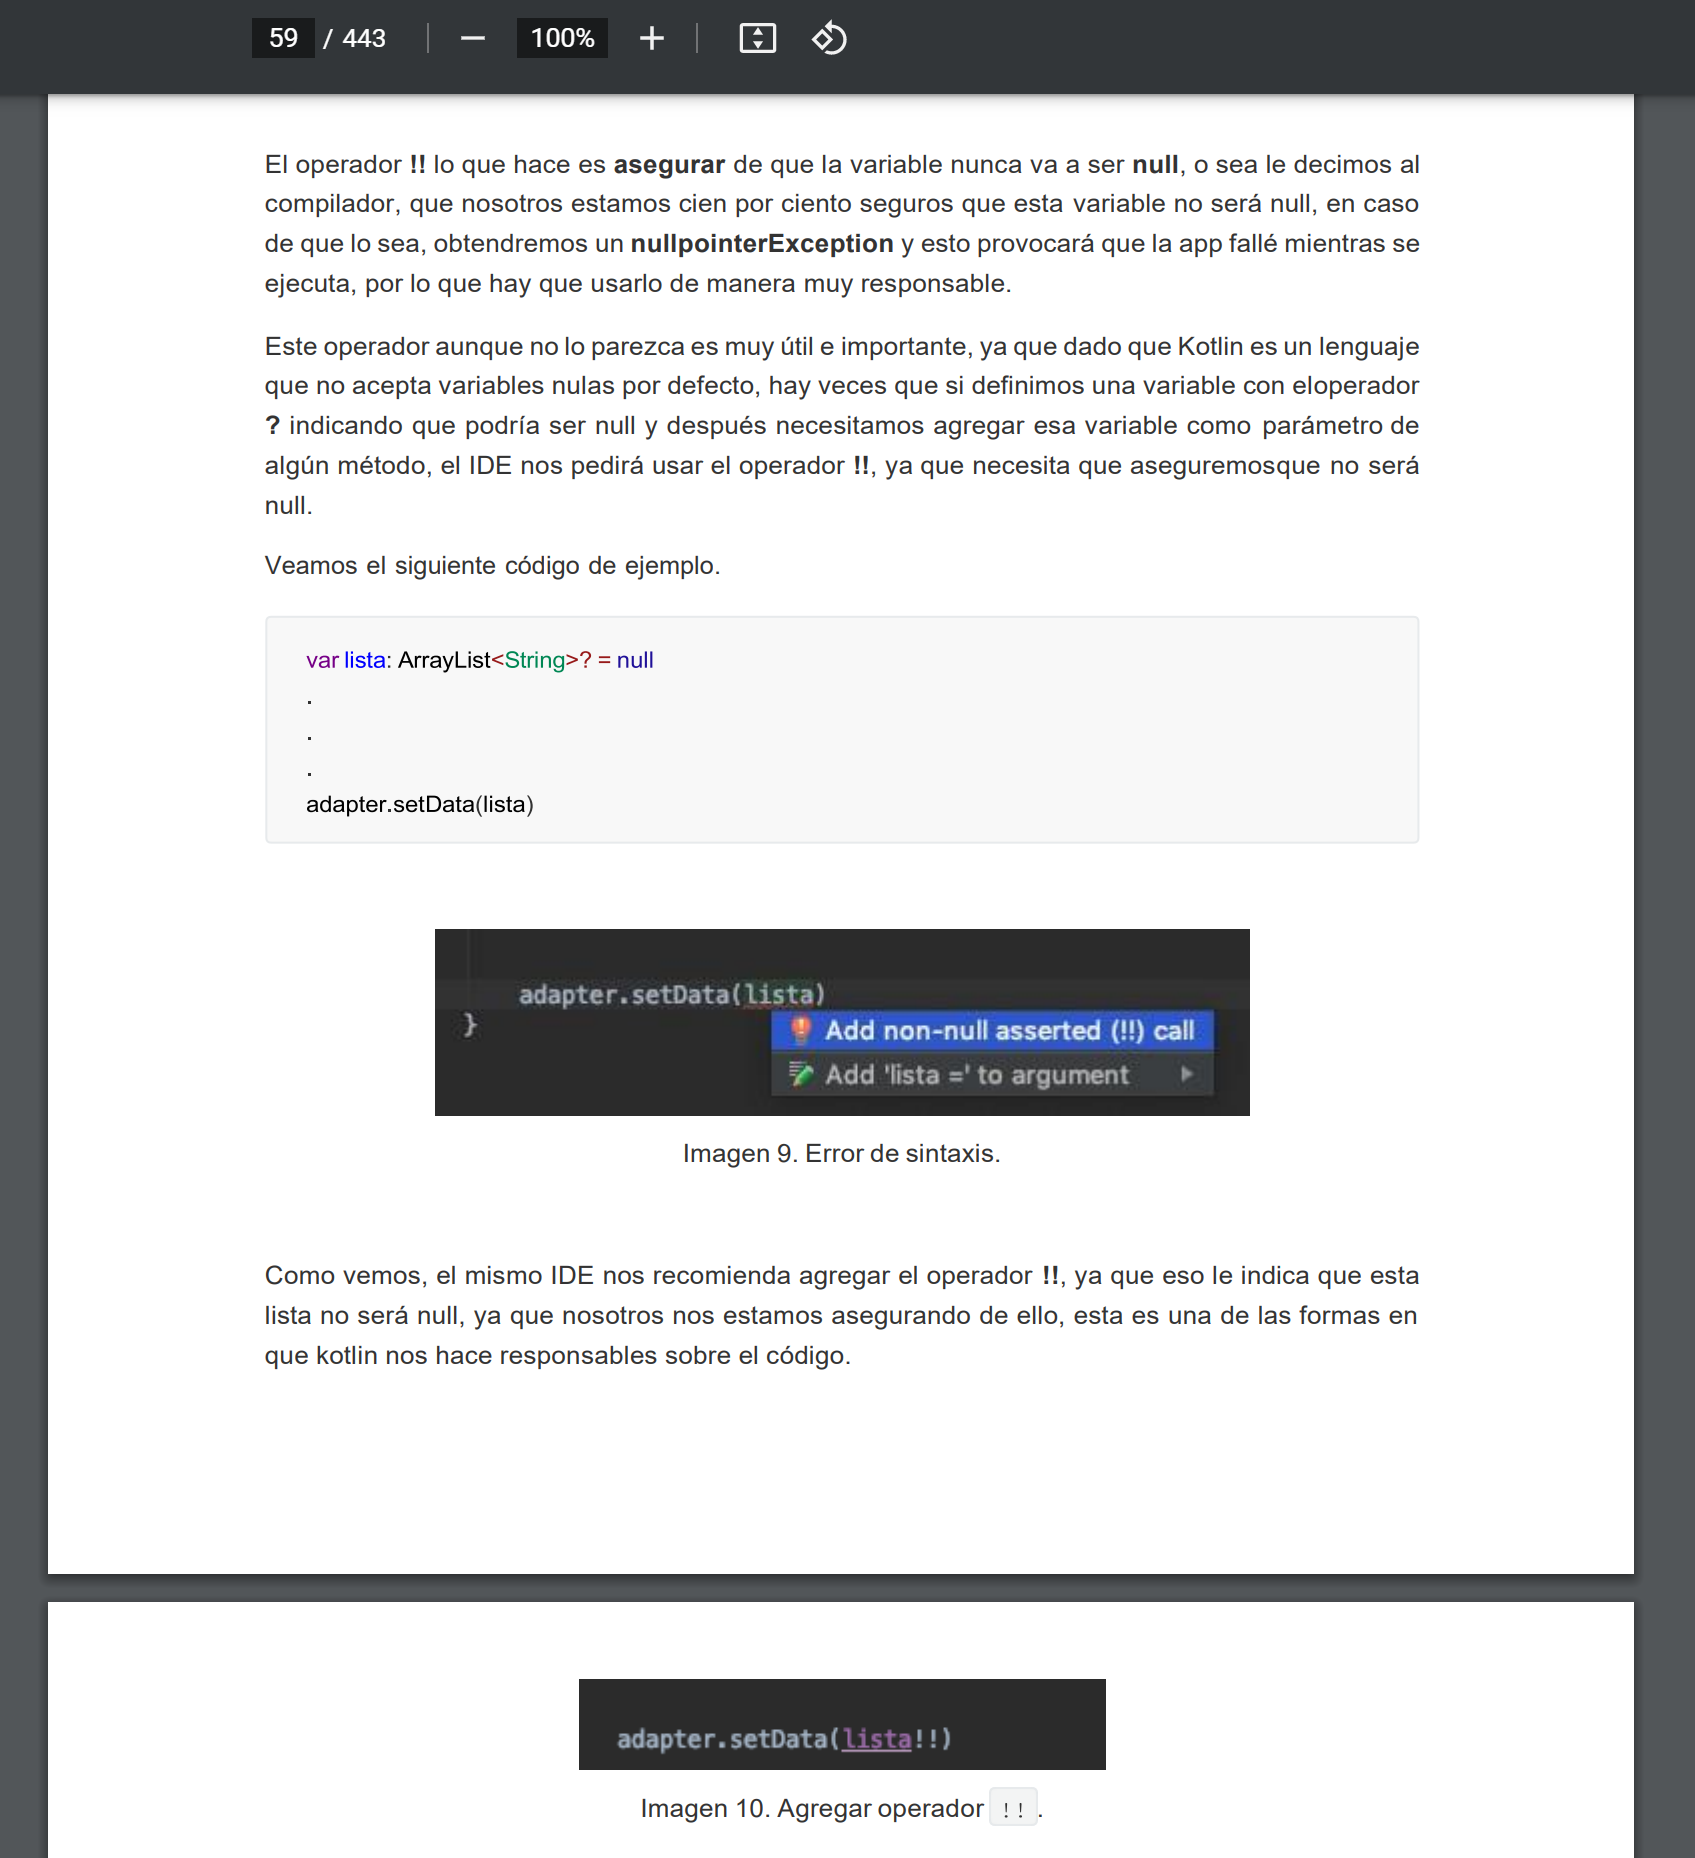 59 / 443 100%
El operador !! lo que hace es asegurar de que la variable nunca va a ser null, o sea le decimos al
compilador, que nosotros estamos cien por ciento seguros que esta variable no será null, en caso
de que lo sea, obtendremos un nullpointerException y esto provocará que la app fallé mientras se
ejecuta, por lo que hay que usarlo de manera muy responsable.
Este operador aunque no lo parezca es muy útil e importante, ya que dado que Kotlin es un lenguaje
que no acepta variables nulas por defecto, hay veces que si definimos una variable con eloperador
? indicando que podría ser null y después necesitamos agregar esa variable como parámetro de
algún método, el IDE nos pedirá usar el operador !!, ya que necesita que aseguremosque no será
null.
Veamos el siguiente código de ejemplo.
var lista: ArrayList<String>? = null
.
.
.
adapter.setData(lista)
adapter.setData(lista)
}
Add non-null asserted (!!) call
Add 'lista =' to argument
Imagen 9. Error de sintaxis.
Como vemos, el mismo IDE nos recomienda agregar el operador !!, ya que eso le indica que esta
lista no será null, ya que nosotros nos estamos asegurando de ello, esta es una de las formas en
que kotlin nos hace responsables sobre el código.
adapter.setData(lista!!)
Imagen 10. Agregar operador !! .